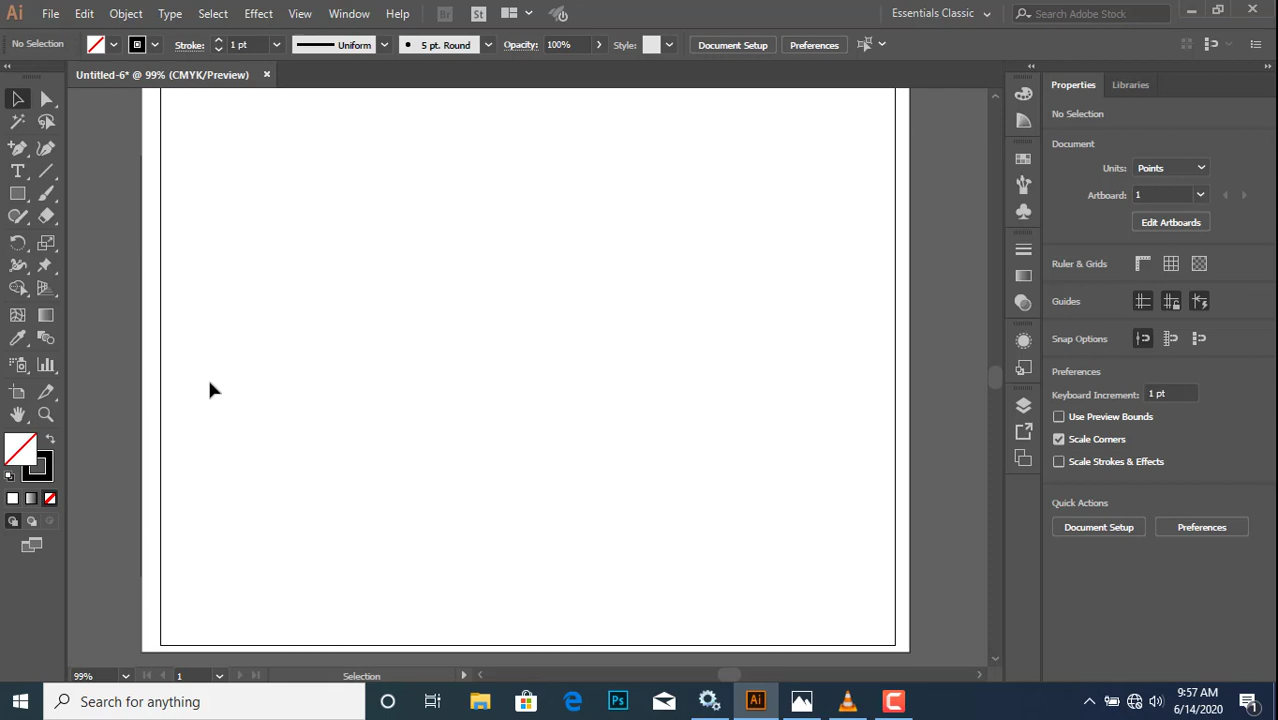 Ai File Edit Object Type Select Effect View Window Help Br St Essentials Classic Search Adobe Stock
No Selection Stroke: 1 pt Uniform 5 pt. Round Opacity: 100% Style: Document Setup Preferences
Untitled-6* @ 99% (CMYK/Preview)
Properties Libraries
No Selection
Document
Units: Points
Artboard: 1
Edit Artboards
Ruler & Grids
Guides
Snap Options
Preferences
Keyboard Increment: 1 pt
Use Preview Bounds
Scale Corners
Scale Strokes & Effects
Quick Actions
Document Setup Preferences
99% 1 Selection
Search for anything Ps Ai 9:57 AM
6/14/2020 1